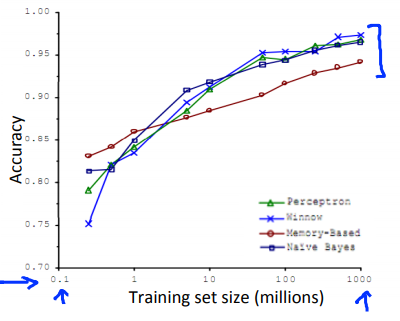 1.00
0.95
0.90
0.85
0.80
0.75
0.70
Accuracy
Perceptron
Winnow
Memory-Based
Naïve Bayes
0.1 1 10 100 1000
Training set size (millions)